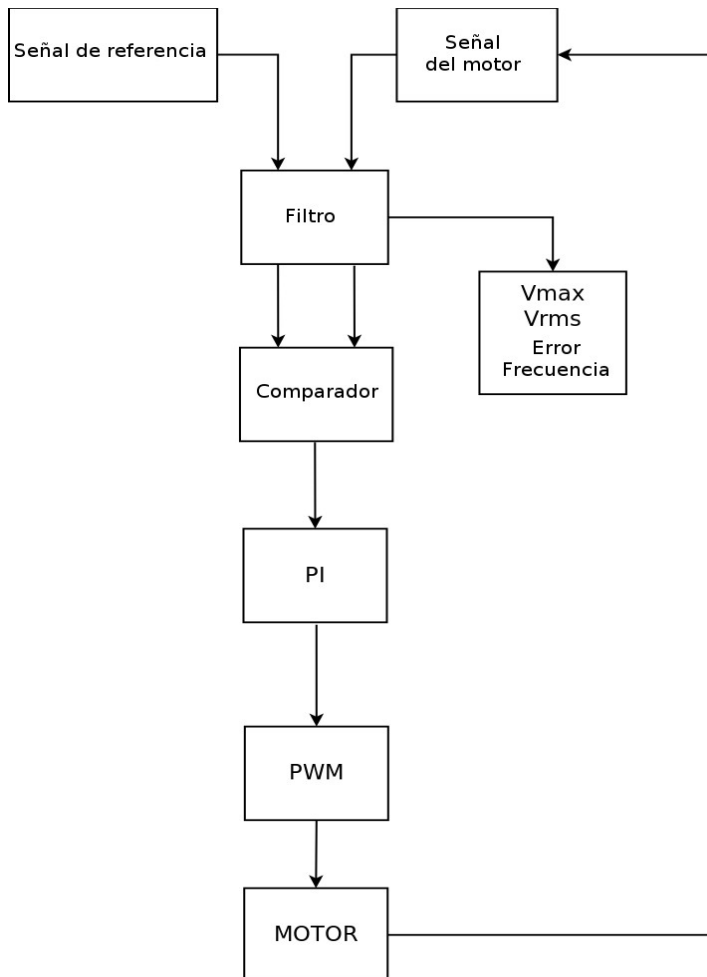 Señal de referencia
Señal
del motor
Filtro
Vmax
Vrms
Error
Frecuencia
Comparador
PI
PWM
MOTOR